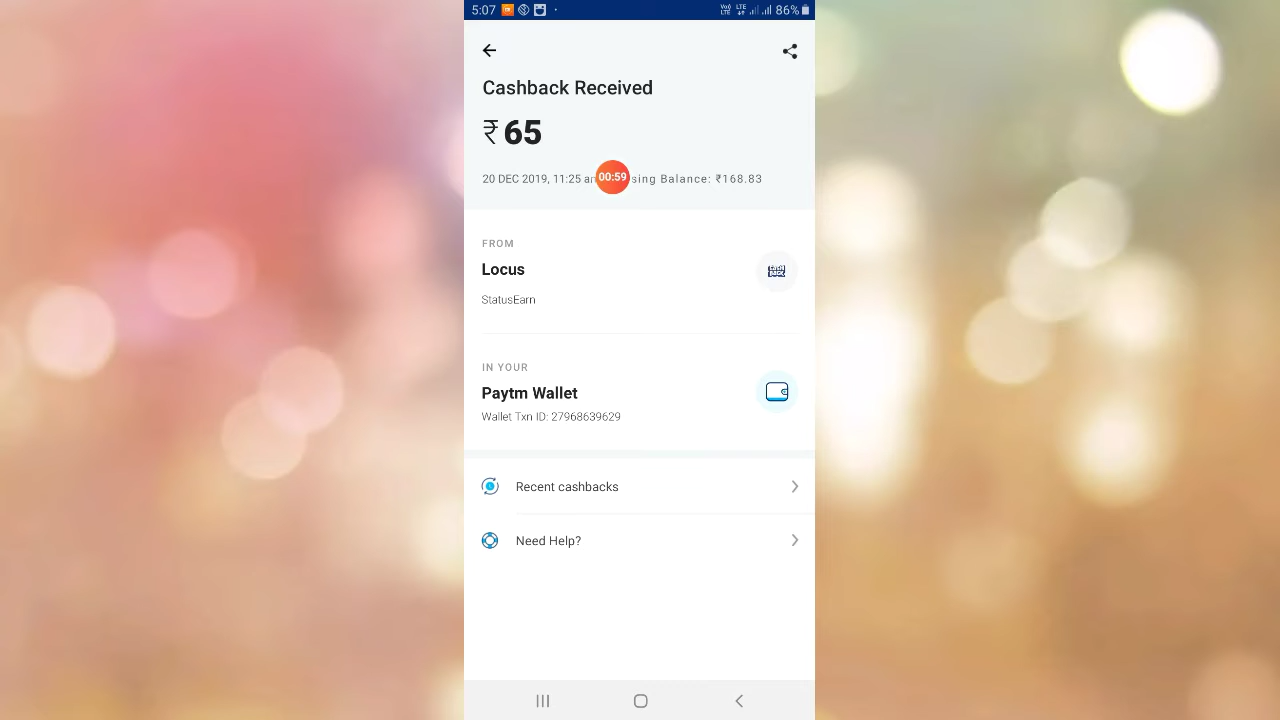 5:07 86%
Cashback Received
₹65
20 DEC 2019, 11:25 00:59 sing Balance: ₹168.83
FROM
Locus
StatusEarn
IN YOUR
Paytm Wallet
Wallet Txn ID: 27968639629
Recent cashbacks
Need Help?